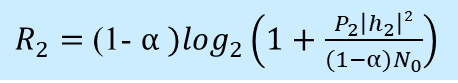 R₂ = (1- α )log₂ (1 + P₂|h₂|² / (1−α)N₀)